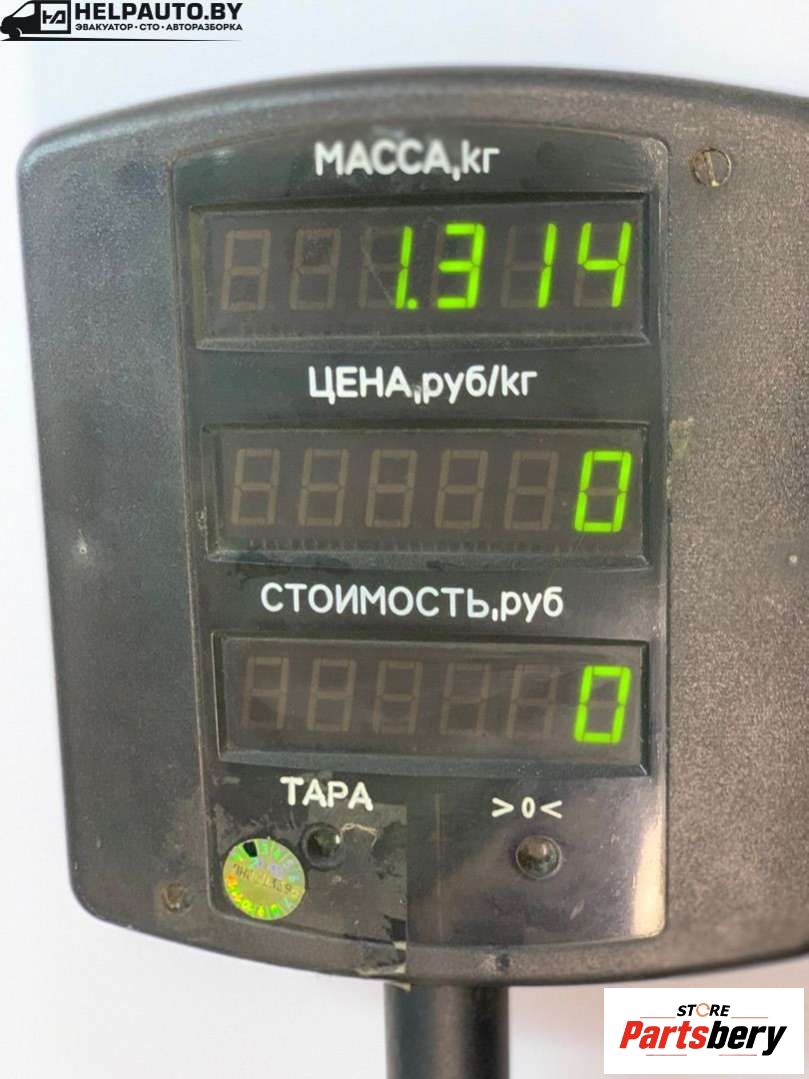 HELPAUTO.BY
ЭВАКУАТОР • СТО • АВТОРАЗБОРКА
МАССА,кг
1.314
ЦЕНА,руб/кг
0
СТОИМОСТЬ,руб
0
ТАРА >0<
STORE
Partsbery